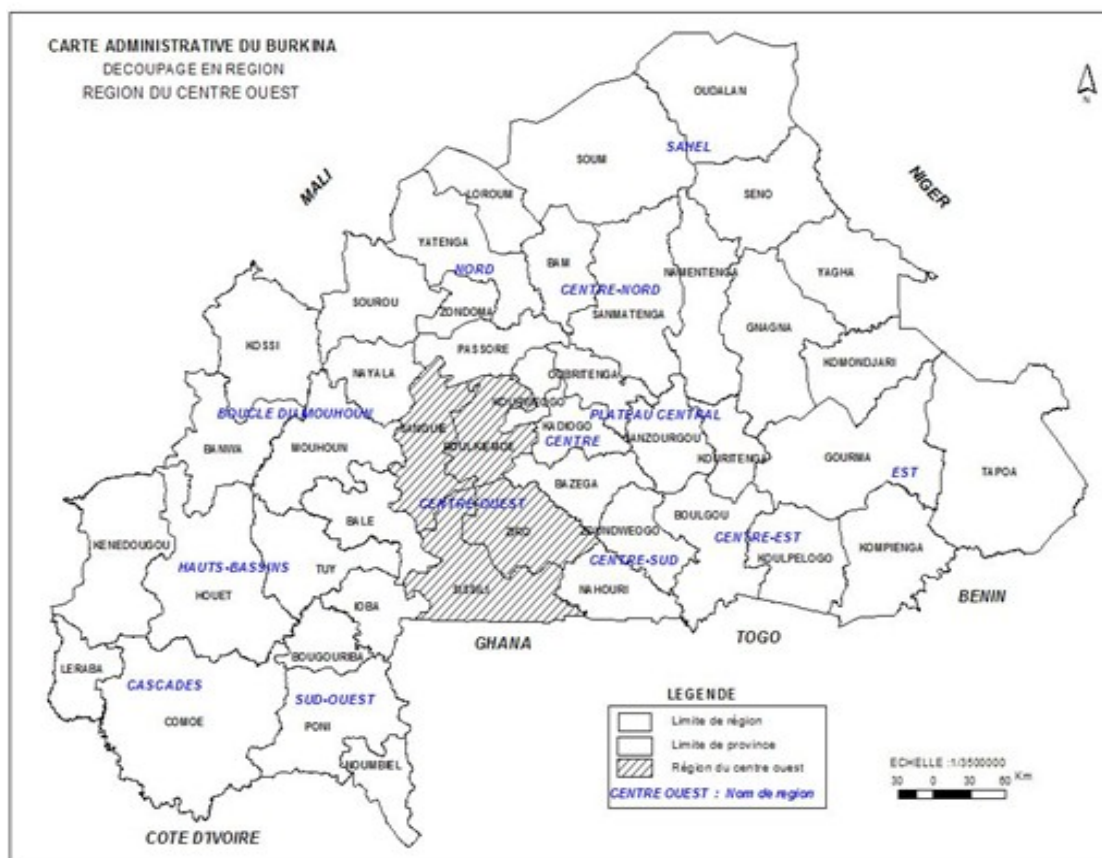 CARTE ADMINISTRATIVE DU BURKINA
DECOUPAGE EN REGION
REGION DU CENTRE OUEST
N
OUDALAN
SAHEL
SOUM
SENO
MALI
NIGER
LOROUM
YATENGA
NORD
BAM
CENTRE-NORD
NAMENTENGA
YAGHA
SOUROU
ZONDOMA
SANMATENGA
GNAGNA
KOSSI
PASSORE
KOMONDJARI
NAYALA
OUBRITENGA
KOURWEOGO
BOUCLE DU MOUHOUN
SANGUIE
PLATEAU CENTRAL
KADIOGO
CENTRE
GANZOURGOU
BANWA
MOUHOUN
BOULKIEMDE
KOURITENGA
GOURMA
EST
TAPOA
BAZEGA
CENTRE-OUEST
BALE
ZIRO
ZOUNDWEOGO
BOULGOU
CENTRE-EST
KENEDOUGOU
HAUTS-BASSINS
TUY
CENTRE-SUD
KOULPELOGO
KOMPIENGA
HOUET
SISSILI
NAHOURI
IOBA
BENIN
GHANA
TOGO
BOUGOURIBA
LERABA
CASCADES
SUD-OUEST
COMOE
PONI
NOUMBIEL
COTE D'IVOIRE
LEGENDE
Limite de région
Limite de province
Région du centre ouest
CENTRE OUEST : Nom de region
ECHELLE :1/3500000
30 0 30 60 Km